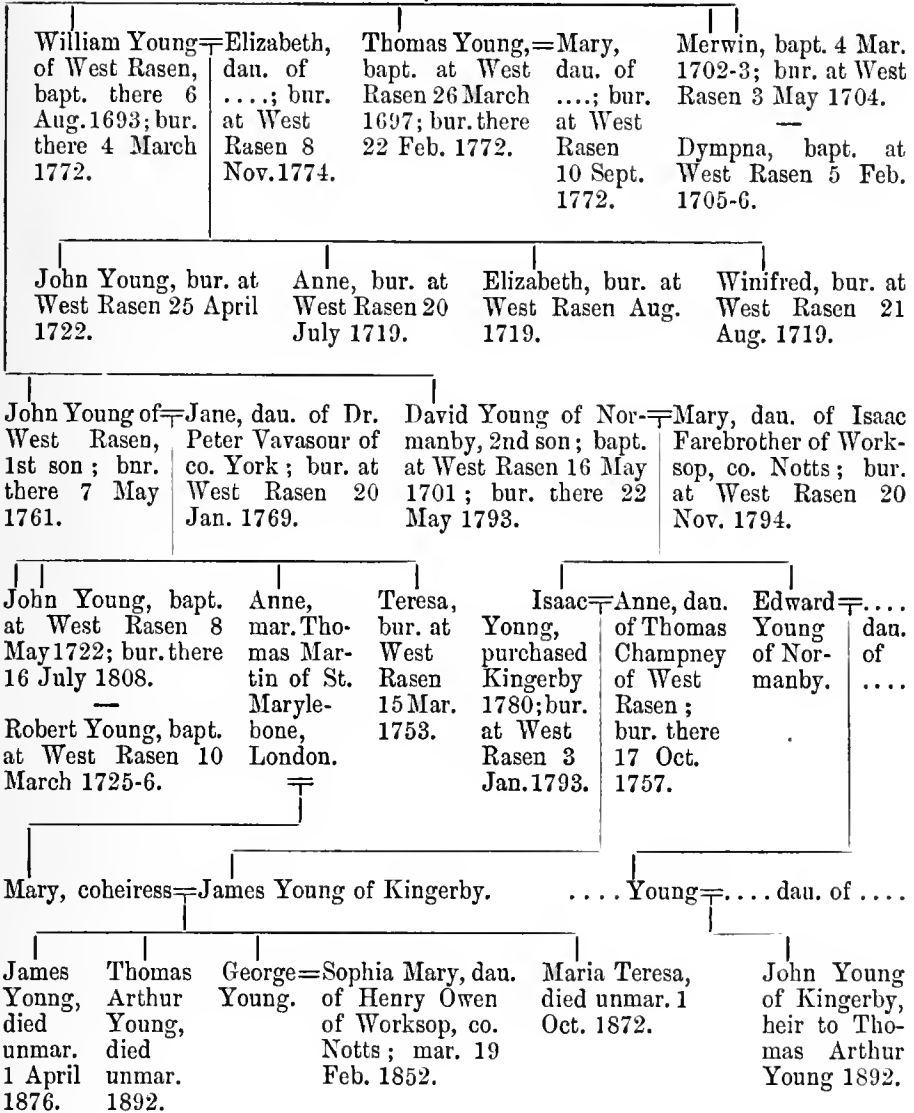 William Young=Elizabeth,
of West Rasen,
bapt. there 6
Aug. 1693; bur.
there 4 March
1772.
dau. of
....; bur.
at West
Rasen 8
Nov. 1774.
Thomas Young,=Mary,
bapt. at West
Rasen 26 March
1697; bur. there
22 Feb. 1772.
dau. of
....; bur.
at West
Rasen
10 Sept.
1772.
Merwin, bapt. 4 Mar.
1702-3; bur. at West
Rasen 3 May 1704.
—
Dympna, bapt. at
West Rasen 5 Feb.
1705-6.
John Young, bur. at
West Rasen 25 April
1722.
Anne, bur. at
West Rasen 20
July 1719.
Elizabeth, bur. at
West Rasen Aug.
1719.
Winifred, bur. at
West Rasen 21
Aug. 1719.
John Young of=Jane, dau. of Dr.
West Rasen,
1st son; bur.
there 7 May
1761.
Peter Vavasour of
co. York; bur. at
West Rasen 20
Jan. 1769.
David Young of Nor-=Mary, dau. of Isaac
manby, 2nd son; bapt.
at West Rasen 16 May
1701; bur. there 22
May 1793.
Farebrother of Work-
sop, co. Notts; bur.
at West Rasen 20
Nov. 1794.
John Young, bapt.
at West Rasen 8
May 1722; bur. there
16 July 1808.
—
Robert Young, bapt.
at West Rasen 10
March 1725-6.
Anne,
mar. Tho-
mas Mar-
tin of St.
Maryle-
bone,
London.
Teresa,
bur. at
West
Rasen
15 Mar.
1753.
Isaac=Anne, dau.
Young,
purchased
Kingerby
1780; bur.
at West
Rasen 3
Jan. 1793.
of Thomas
Champney
of West
Rasen;
bur. there
17 Oct.
1757.
Edward=....
Young
of Nor-
manby.
dau.
of
....
Mary, coheiress=James Young of Kingerby.
.... Young=.... dau. of ....
James
Young,
died
unmar.
1 April
1876.
Thomas
Arthur
Young,
died
unmar.
1892.
George=Sophia Mary, dau.
Young.
of Henry Owen
of Worksop, co.
Notts; mar. 19
Feb. 1852.
Maria Teresa,
died unmar. 1
Oct. 1872.
John Young
of Kingerby,
heir to Tho-
mas Arthur
Young 1892.